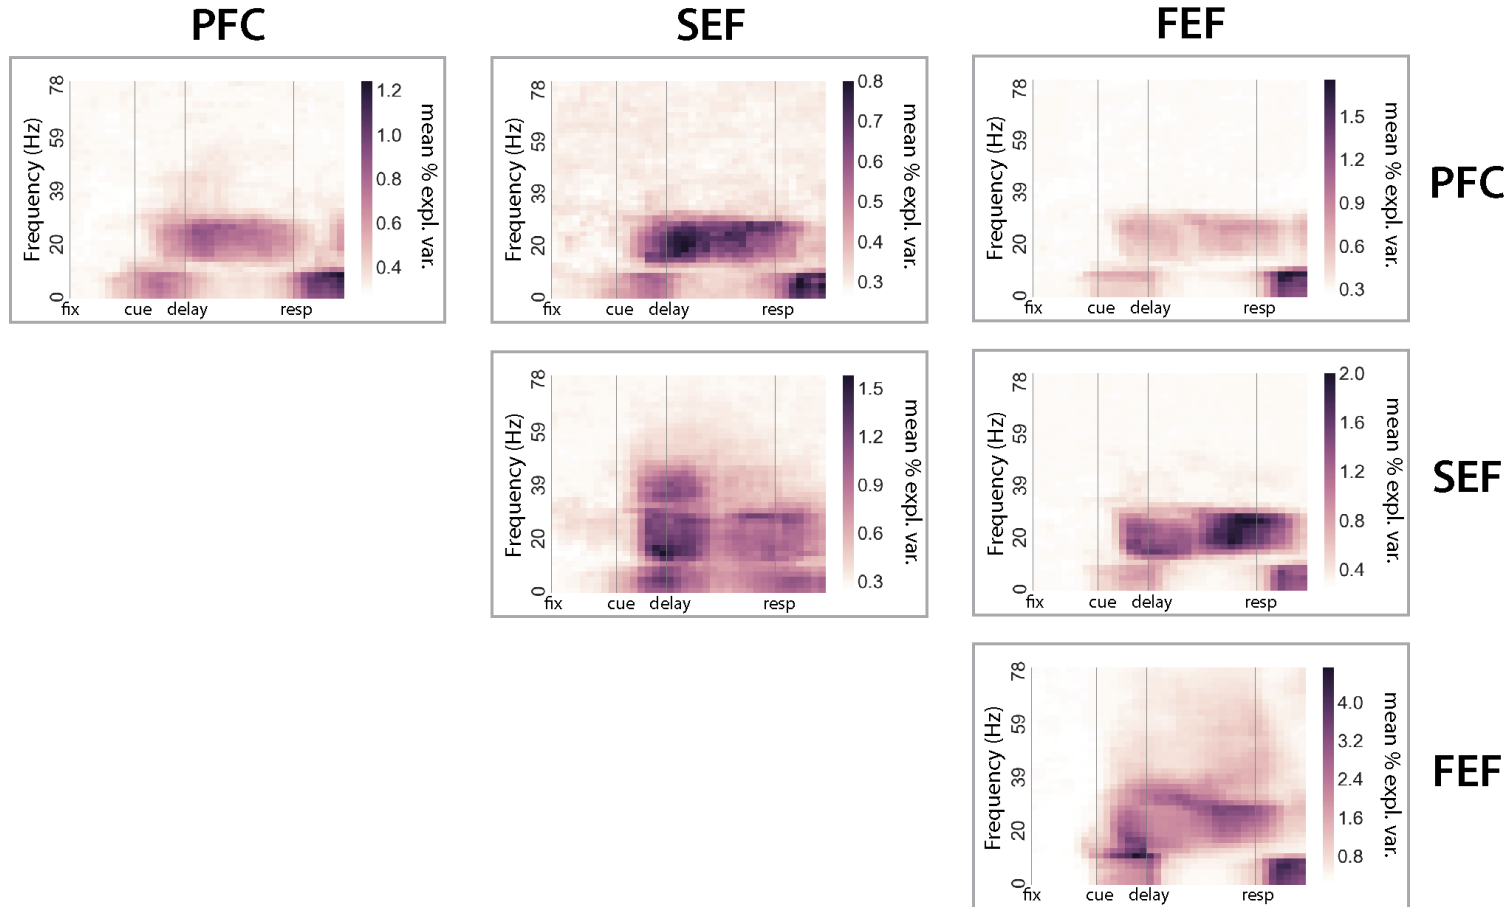 PFC SEF FEF
78 59 39 20 0
Frequency (Hz)
fix cue delay resp
1.2 1.0 0.8 0.6 0.4
mean % expl. var.
78 59 39 20 0
Frequency (Hz)
fix cue delay resp
0.8 0.7 0.6 0.5 0.4 0.3
mean % expl. var.
78 59 39 20 0
Frequency (Hz)
fix cue delay resp
1.5 1.2 0.9 0.6 0.3
mean % expl. var.
PFC
78 59 39 20 0
Frequency (Hz)
fix cue delay resp
1.5 1.2 0.9 0.6 0.3
mean % expl. var.
78 59 39 20 0
Frequency (Hz)
fix cue delay resp
2.0 1.6 1.2 0.8 0.4
mean % expl. var.
SEF
78 59 39 20 0
Frequency (Hz)
fix cue delay resp
4.0 3.2 2.4 1.6 0.8
mean % expl. var.
FEF